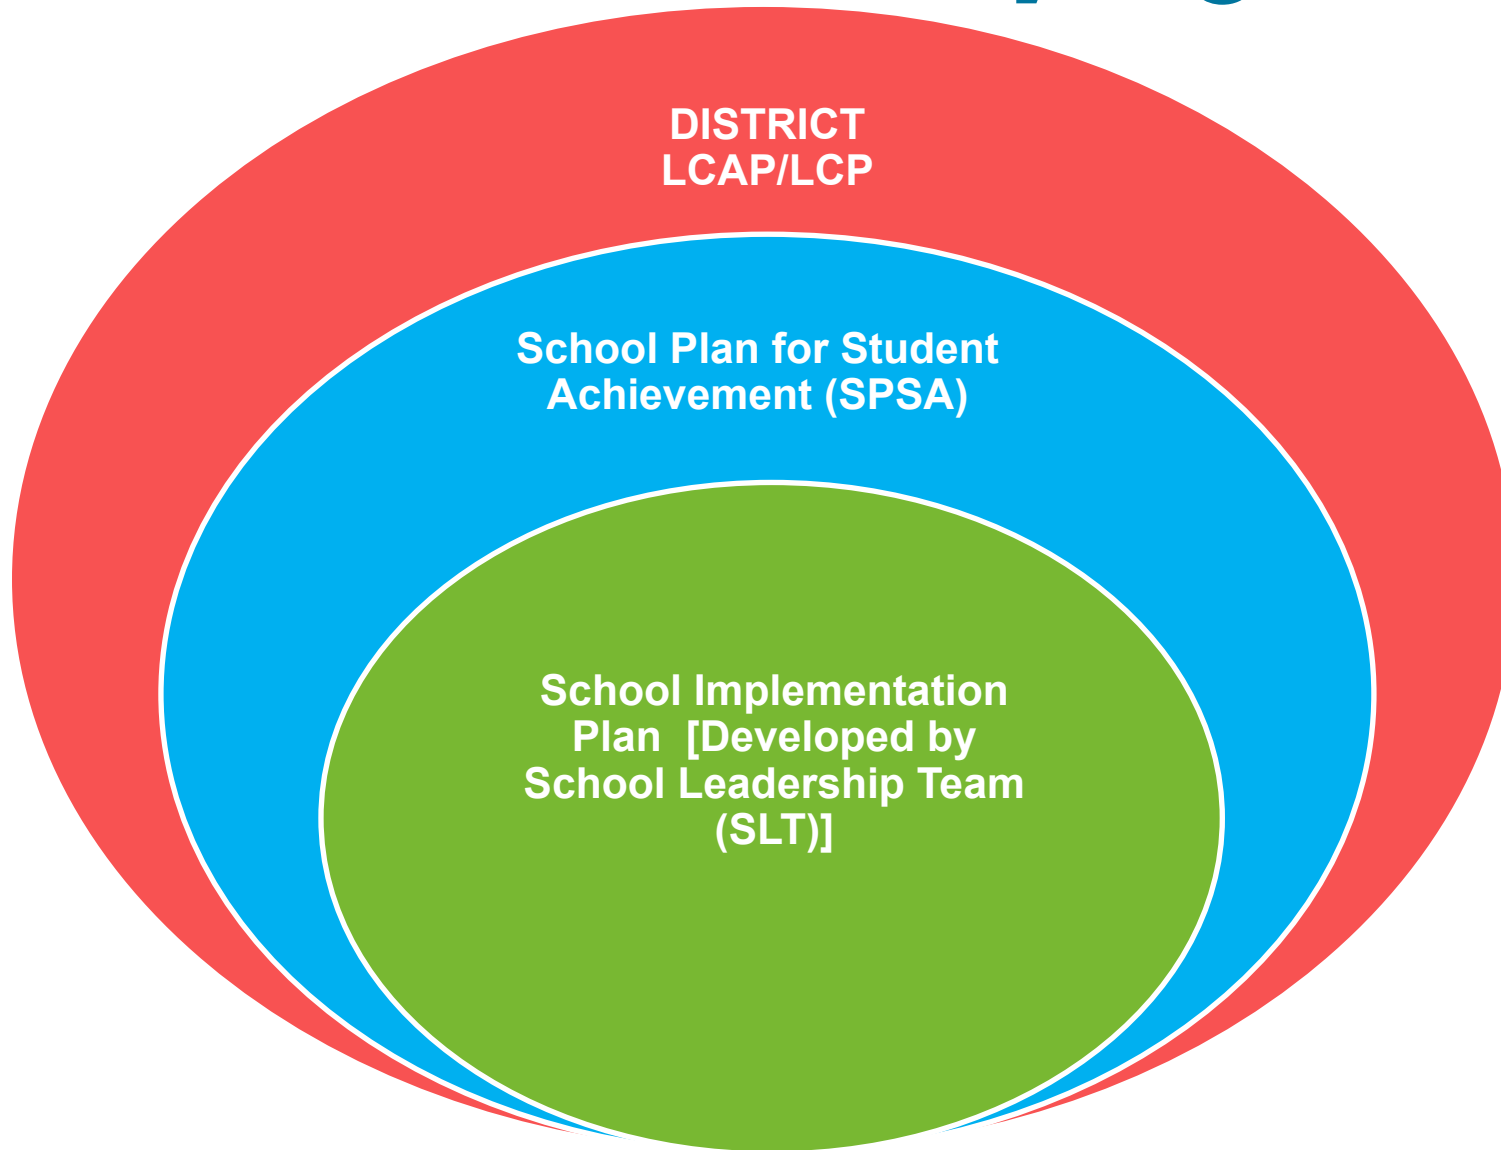 DISTRICT
LCAP/LCP
School Plan for Student
Achievement (SPSA)
School Implementation
Plan  [Developed by
School Leadership Team
(SLT)]